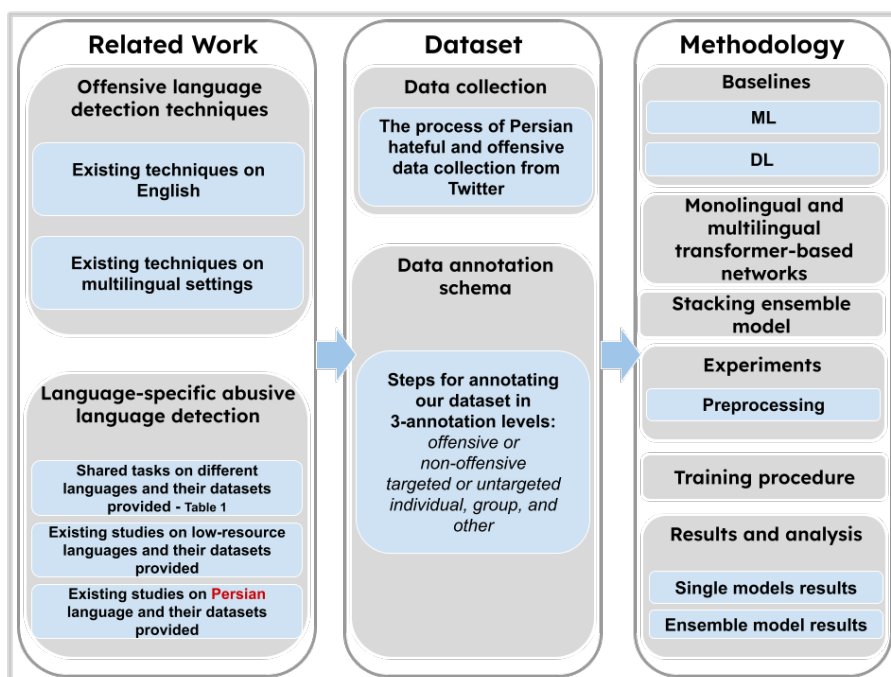 Related Work
Offensive language
detection techniques
Existing techniques on
English
Existing techniques on
multilingual settings
Language-specific abusive
language detection
Shared tasks on different
languages and their datasets
provided - Table 1
Existing studies on low-resource
languages and their datasets
provided
Existing studies on Persian
language and their datasets
provided
Dataset
Data collection
The process of Persian
hateful and offensive
data collection from
Twitter
Data annotation
schema
Steps for annotating
our dataset in
3-annotation levels:
offensive or
non-offensive
targeted or untargeted
individual, group, and
other
Methodology
Baselines
ML
DL
Monolingual and
multilingual
transformer-based
networks
Stacking ensemble
model
Experiments
Preprocessing
Training procedure
Results and analysis
Single models results
Ensemble model results